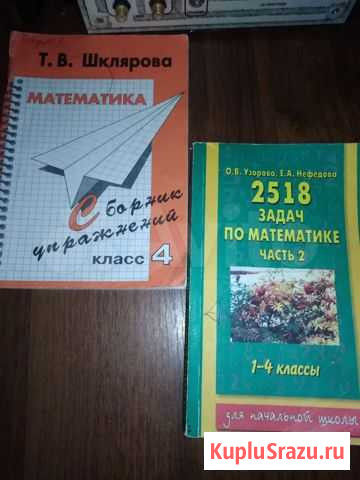 Т. В. Шклярова
МАТЕМАТИКА
Сборник
упражнений
класс 4
О.В. Узорова, Е.А. Нефедова
2518
ЗАДАЧ
ПО МАТЕМАТИКЕ
ЧАСТЬ 2
1-4 классы
для начальной школы
KupluSrazu.ru